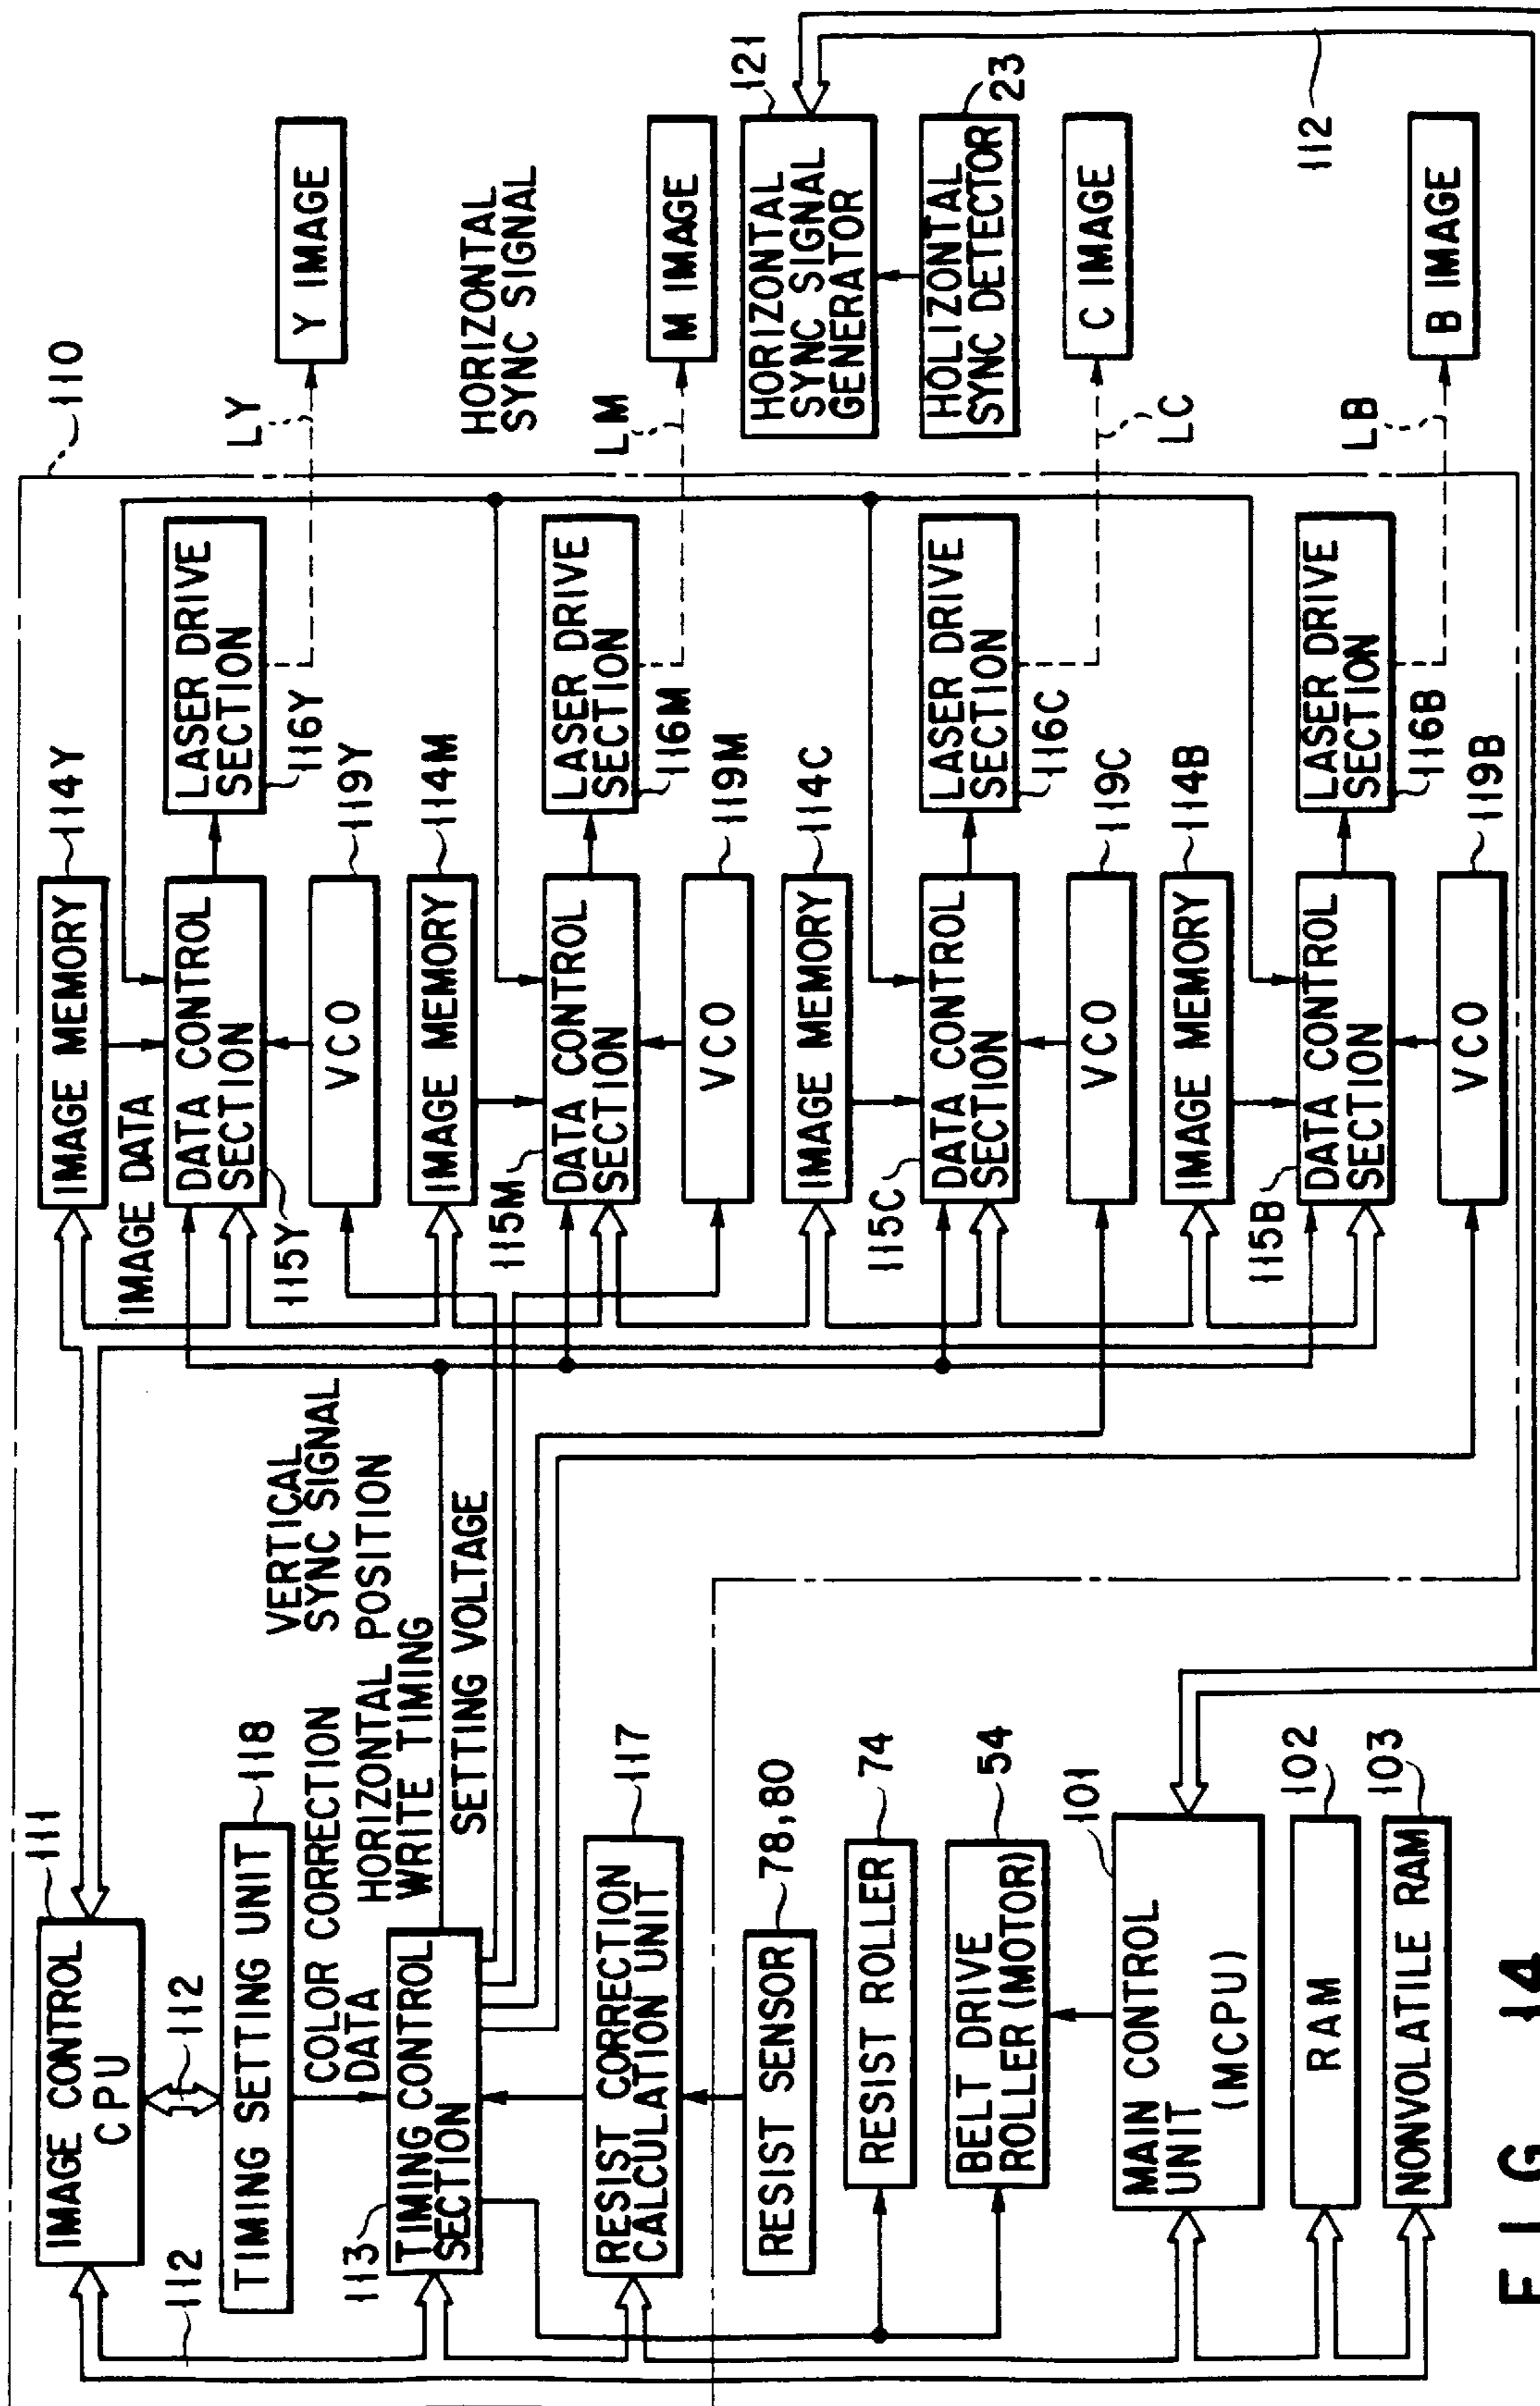 IMAGE CONTROL
CPU
111
112
112
TIMING SETTING UNIT
118
COLOR CORRECTION
DATA
HORIZONTAL POSITION
WRITE TIMING
VERTICAL
SYNC SIGNAL
SETTING VOLTAGE
113
TIMING CONTROL
SECTION
RESIST CORRECTION
CALCULATION UNIT
117
RESIST SENSOR
78,80
RESIST ROLLER
74
BELT DRIVE
ROLLER (MOTOR)
54
MAIN CONTROL
UNIT
(MCPU)
101
RAM
102
NONVOLATILE RAM
103
IMAGE MEMORY
114Y
IMAGE DATA
DATA CONTROL
SECTION
115Y
LASER DRIVE
SECTION
116Y
VCO
119Y
IMAGE MEMORY
114M
115M
DATA CONTROL
SECTION
LASER DRIVE
SECTION
116M
VCO
119M
IMAGE MEMORY
114C
115C
DATA CONTROL
SECTION
LASER DRIVE
SECTION
116C
VCO
119C
IMAGE MEMORY
114B
115B
DATA CONTROL
SECTION
LASER DRIVE
SECTION
116B
VCO
119B
110
LY
Y IMAGE
HORIZONTAL
SYNC SIGNAL
LM
M IMAGE
HORIZONTAL
SYNC SIGNAL
GENERATOR
121
HOLIZONTAL
SYNC DETECTOR
23
LC
C IMAGE
LB
B IMAGE
112
FIG. 14